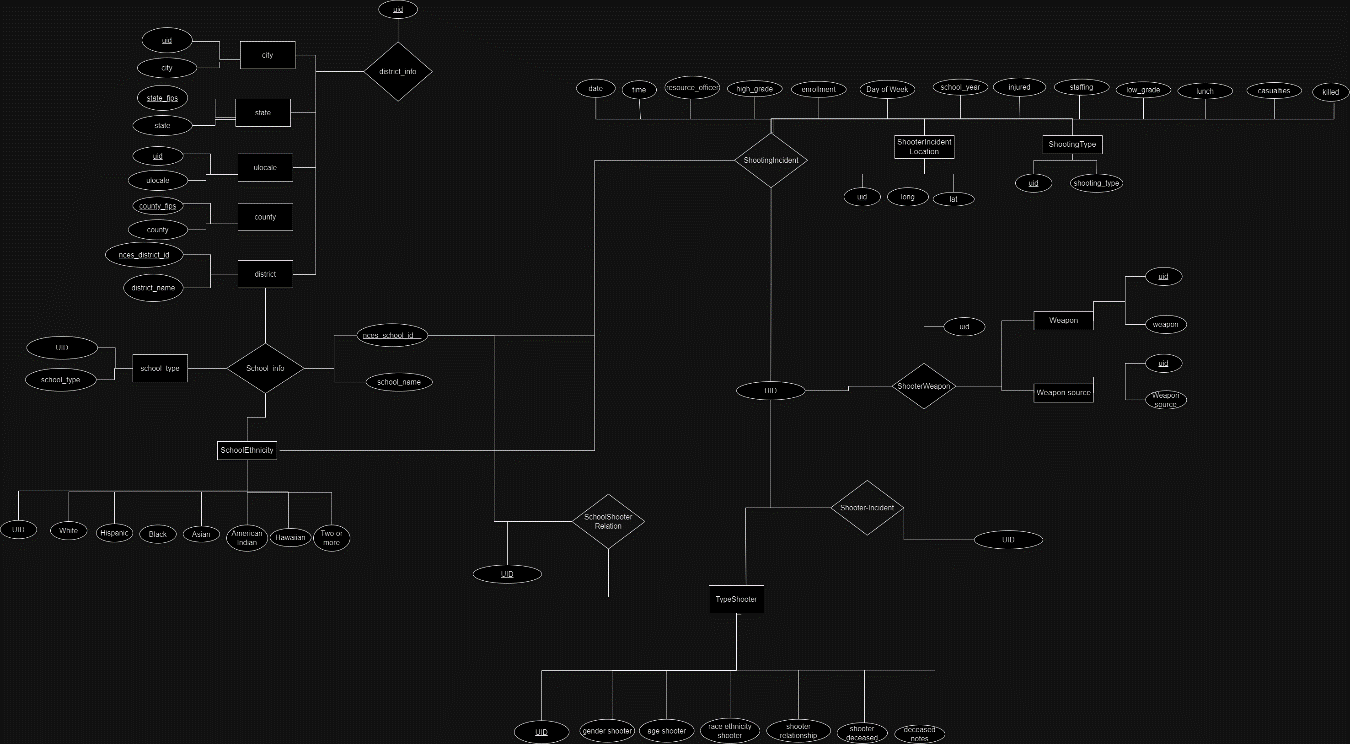 uid
uid
city
city
district_info
state_fips
state
state
date
time
resource_officer
high_grade
enrollment
Day of Week
school_year
injured
staffing
low_grade
lunch
casualties
killed
ShootingIncident
ShooterIncident
Location
ShootingType
uid
long
lat
uid
shooting_type
uid
ulocale
ulocale
county_fips
county
county
nces_district_id
district
district_name
UID
school_type
school_type
School_info
nces_school_id
school_name
uid
Weapon
uid
weapon
UID
ShooterWeapon
Weapon source
uid
Weapon
source
SchoolEthnicity
UID
White
Hispanic
Black
Asian
American
indian
Hawaiian
Two or
more
SchoolShooter
Relation
UID
Shooter-Incident
UID
TypeShooter
UID
gender shooter
age shooter
race ethnicity
shooter
shooter
relationship
shooter
deceased
deceased
notes